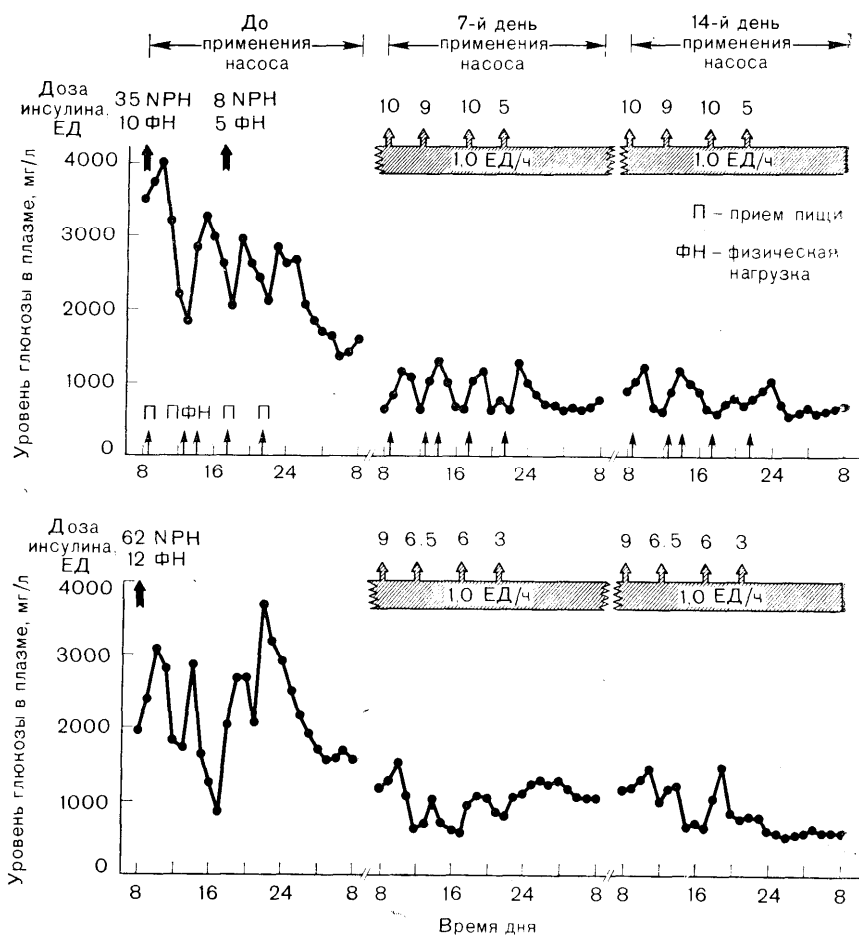 До применения насоса
7-й день применения насоса
14-й день применения насоса
Доза инсулина, ЕД
35 NPH
10 ФН
8 NPH
5 ФН
10 9 10 5
10 9 10 5
1.0 ЕД/ч
1.0 ЕД/ч
Уровень глюкозы в плазме, мг/л
4000
3000
2000
1000
0
П – прием пищи
ФН – физическая нагрузка
П П ФН П П
8 16 24 8 16 24 8 16 24 8
Доза инсулина, ЕД
62 NPH
12 ФН
9 6.5 6 3
9 6.5 6 3
1.0 ЕД/ч
1.0 ЕД/ч
Уровень глюкозы в плазме, мг/л
4000
3000
2000
1000
0
8 16 24 8 16 24 8 16 24 8
Время дня